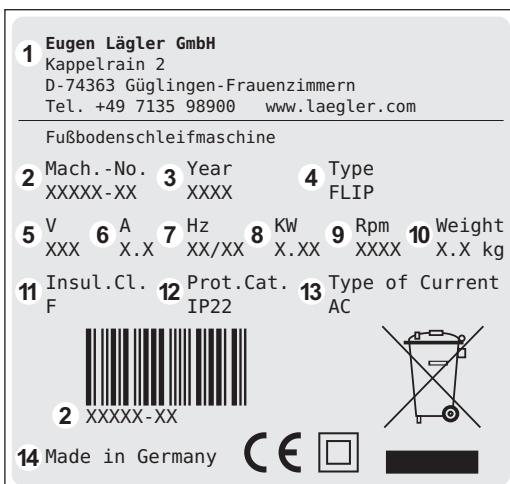 1 Eugen Lägler GmbH
Kappelrain 2
D-74363 Güglingen-Frauenzimmern
Tel. +49 7135 98900 www.laegler.com
Fußbodenschleifmaschine
2 Mach.-No. 3 Year 4 Type
XXXXX-XX XXXX FLIP
5 V 6 A 7 Hz 8 KW 9 Rpm 10 Weight
XXX X.X XX/XX X.XX XXXX X.X kg
11 Insul.Cl. 12 Prot.Cat. 13 Type of Current
F IP22 AC
2 XXXXX-XX
14 Made in Germany CE